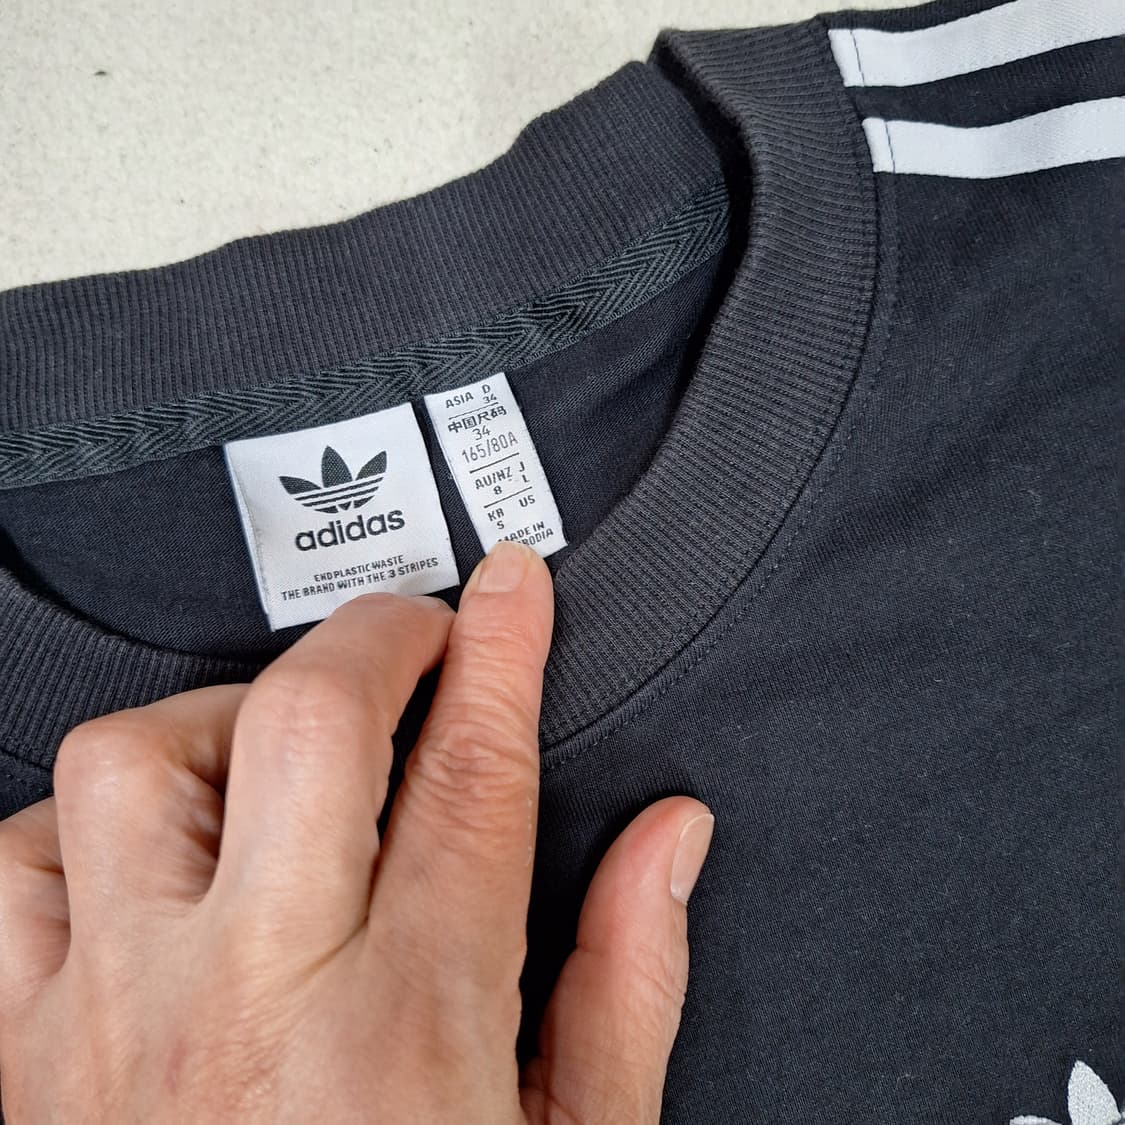 adidas
END PLASTIC WASTE
THE BRAND WITH THE 3 STRIPES
ASIA D
34
中国尺码
34
165/80A
AU/NZ J
8 L
KR US
S
MADE IN